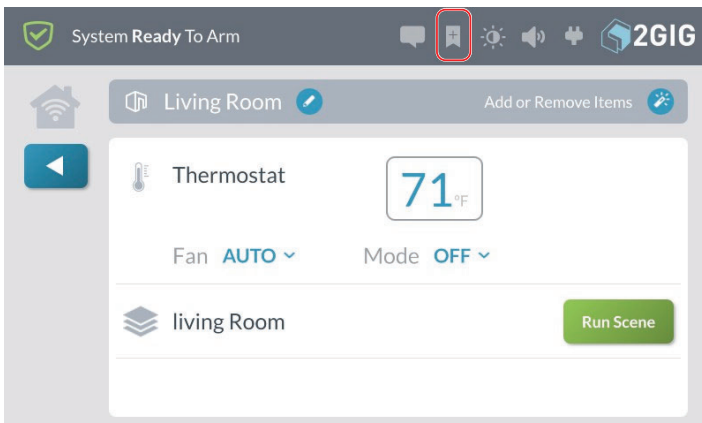 System Ready To Arm
2GIG
Living Room
Add or Remove Items
Thermostat
71°F
Fan AUTO
Mode OFF
living Room
Run Scene